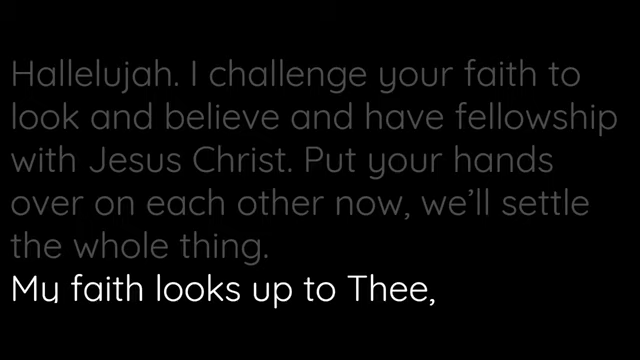 Hallelujah. I challenge your faith to
look and believe and have fellowship
with Jesus Christ. Put your hands
over on each other now, we’ll settle
the whole thing.
My faith looks up to Thee,